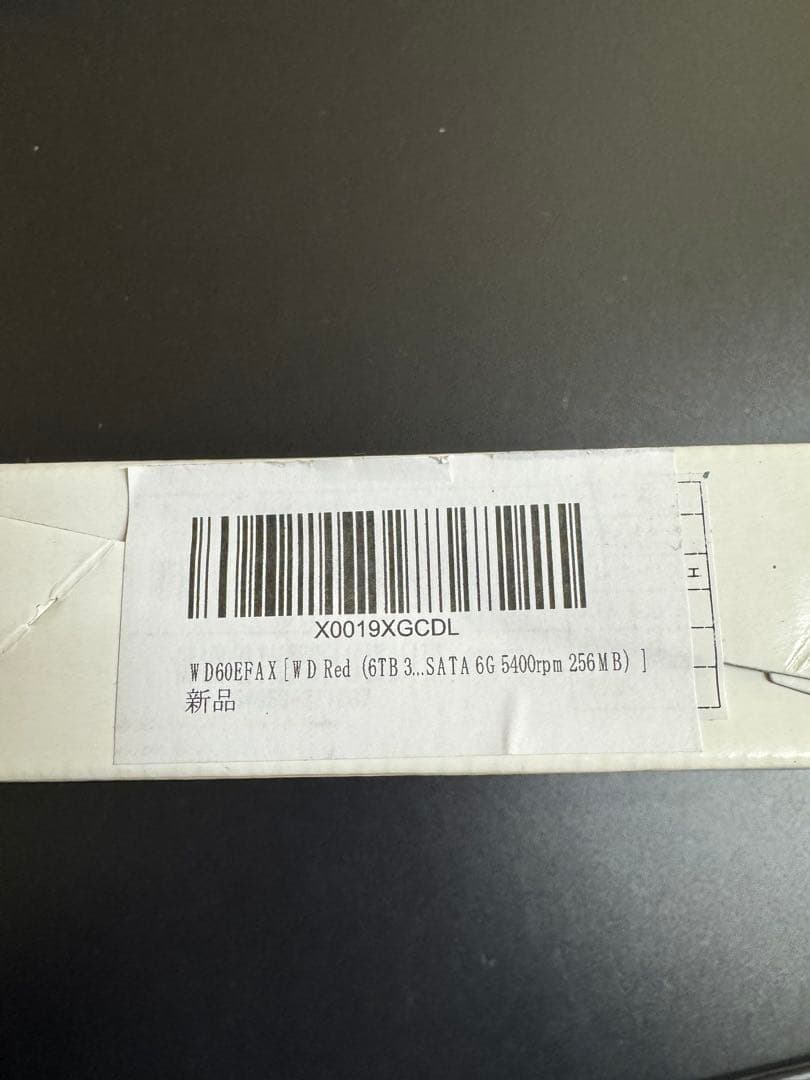 X0019XGCDL
WD60EFAX [WD Red (6TB 3...SATA 6G 5400rpm 256MB) ]
新品